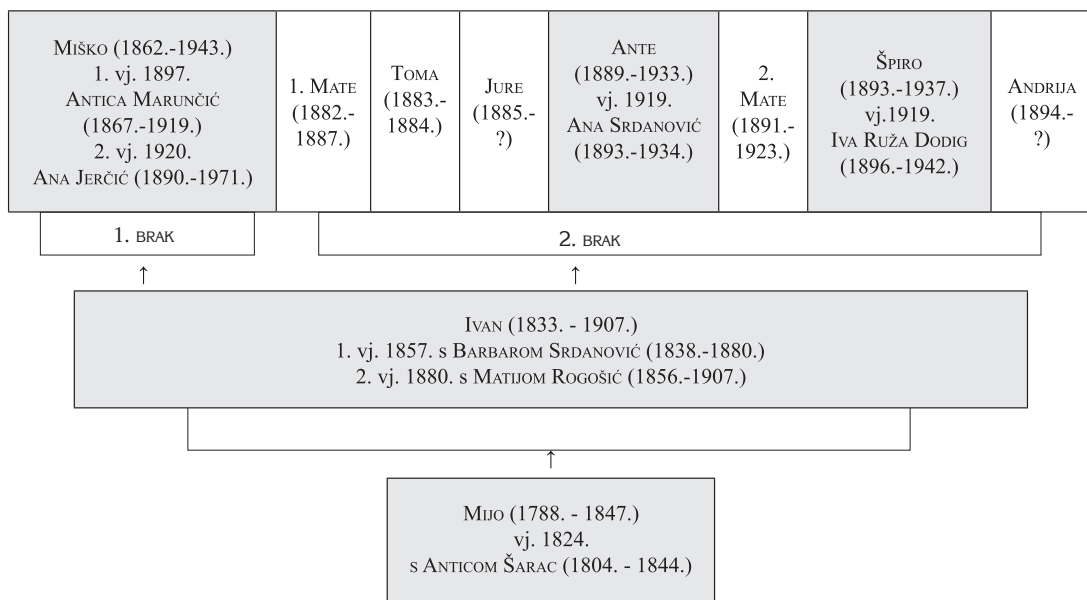 Miško (1862.-1943.)
1. vj. 1897.
Antica Marunčić
(1867.-1919.)
2. vj. 1920.
Ana Jerčić (1890.-1971.)
1. Mate
(1882.-
1887.)
Toma
(1883.-
1884.)
Jure
(1885.-
?)
Ante
(1889.-1933.)
vj. 1919.
Ana Srdanović
(1893.-1934.)
2.
Mate
(1891.-
1923.)
Špiro
(1893.-1937.)
vj.1919.
Iva Ruža Dodig
(1896.-1942.)
Andrija
(1894.-
?)
1. brak
2. brak
↑
↑
Ivan (1833. - 1907.)
1. vj. 1857. s Barbarom Srdanović (1838.-1880.)
2. vj. 1880. s Matijom Rogošić (1856.-1907.)
↑
Mijo (1788. - 1847.)
vj. 1824.
s Anticom Šarac (1804. - 1844.)